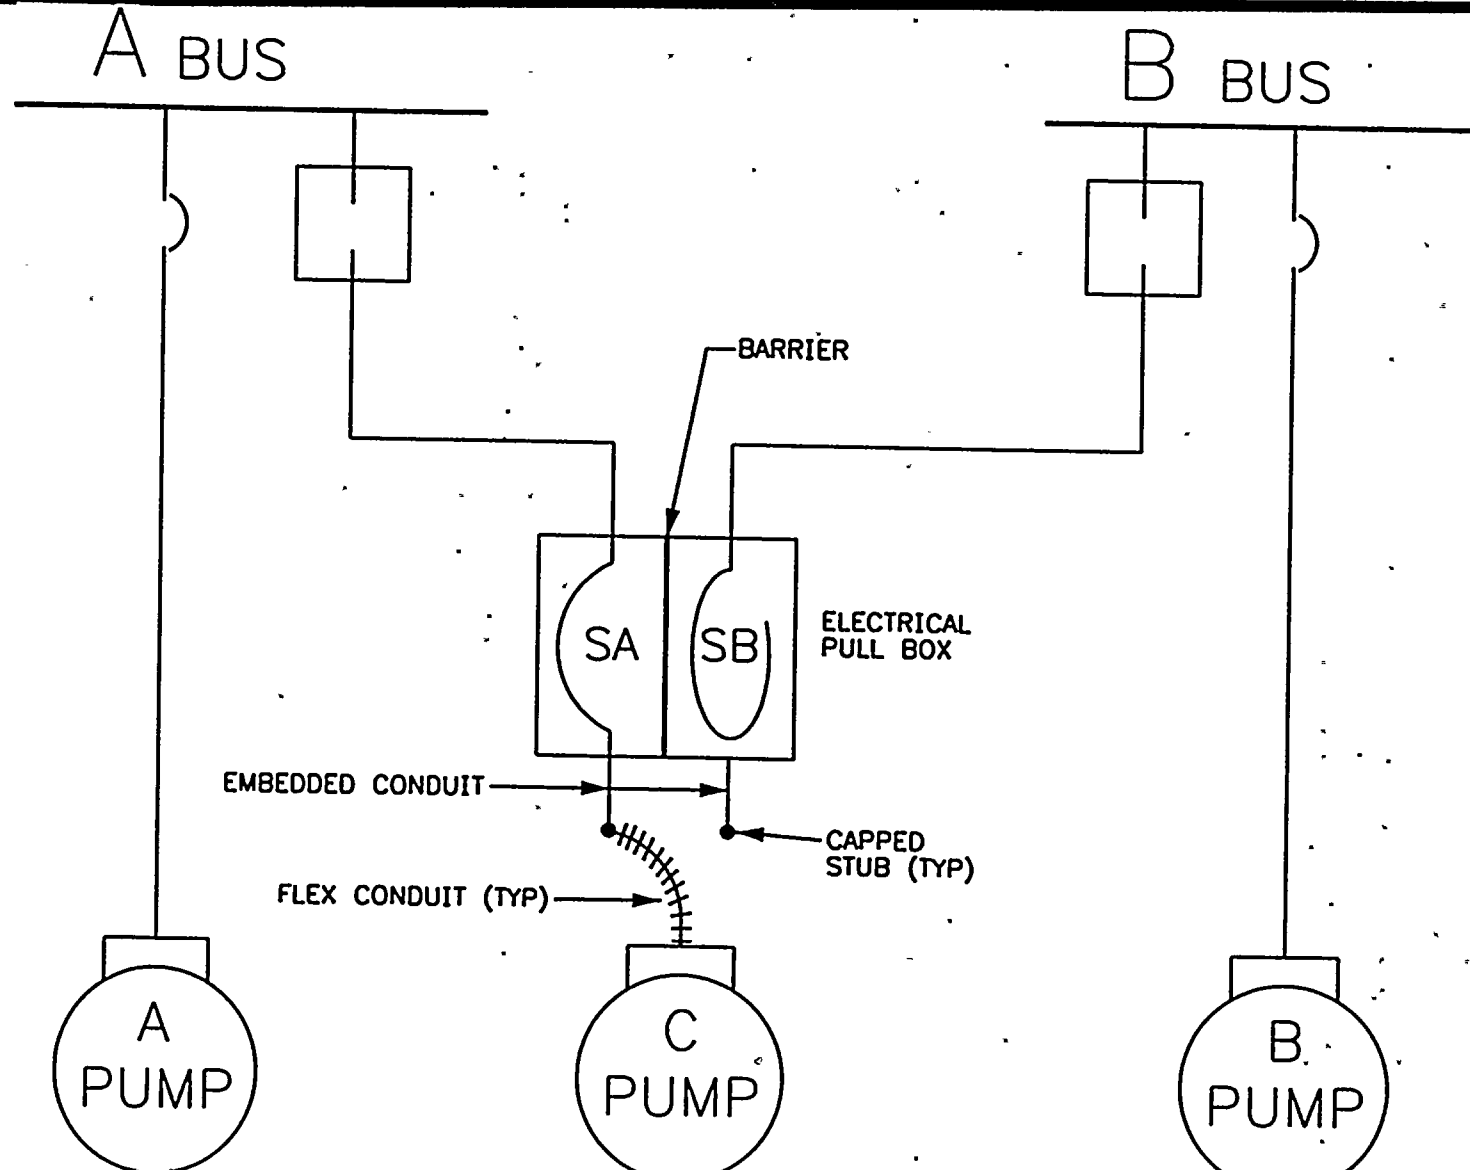 A BUS
B BUS
BARRIER
SA
SB
ELECTRICAL
PULL BOX
EMBEDDED CONDUIT
CAPPED
STUB (TYP)
FLEX CONDUIT (TYP)
A
PUMP
C
PUMP
B
PUMP